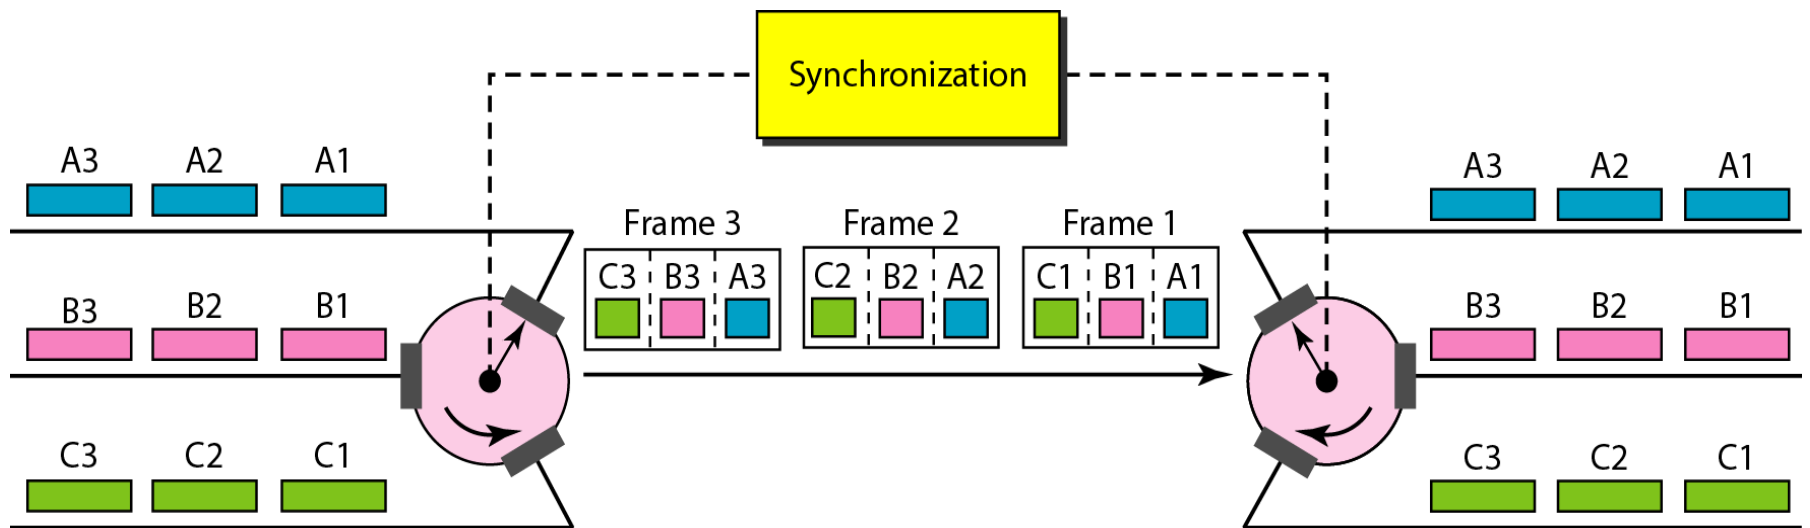 Synchronization
A3 A2 A1
A3 A2 A1
Frame 3 Frame 2 Frame 1
C3 B3 A3 C2 B2 A2 C1 B1 A1
B3 B2 B1
B3 B2 B1
C3 C2 C1
C3 C2 C1